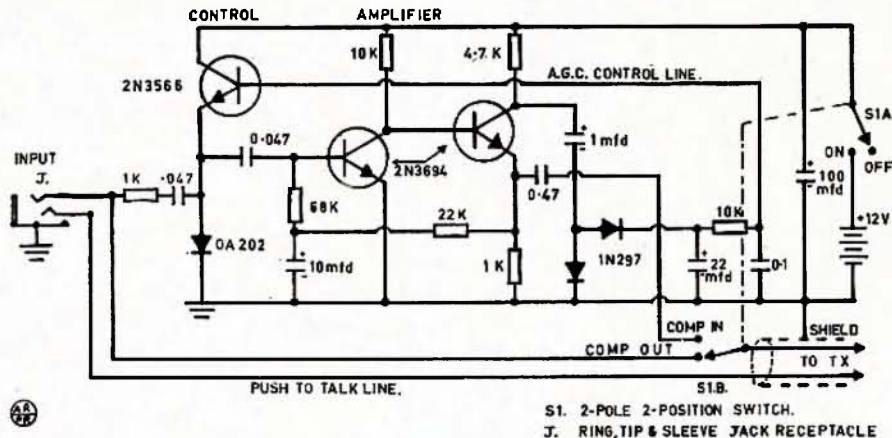 CONTROL
AMPLIFIER
10K
4·7K
A.G.C. CONTROL LINE.
2N3566
S1A
ON
OFF
INPUT
J.
1K
·047
0·047
2N3694
1mfd
0·47
100
mfd
+12V
68K
22K
10K
OA202
10mfd
1K
1N297
22
mfd
0·1
COMP IN
SHIELD
COMP OUT
TO TX
PUSH TO TALK LINE.
S1.B.
S1. 2-POLE 2-POSITION SWITCH.
J. RING,TIP & SLEEVE JACK RECEPTACLE